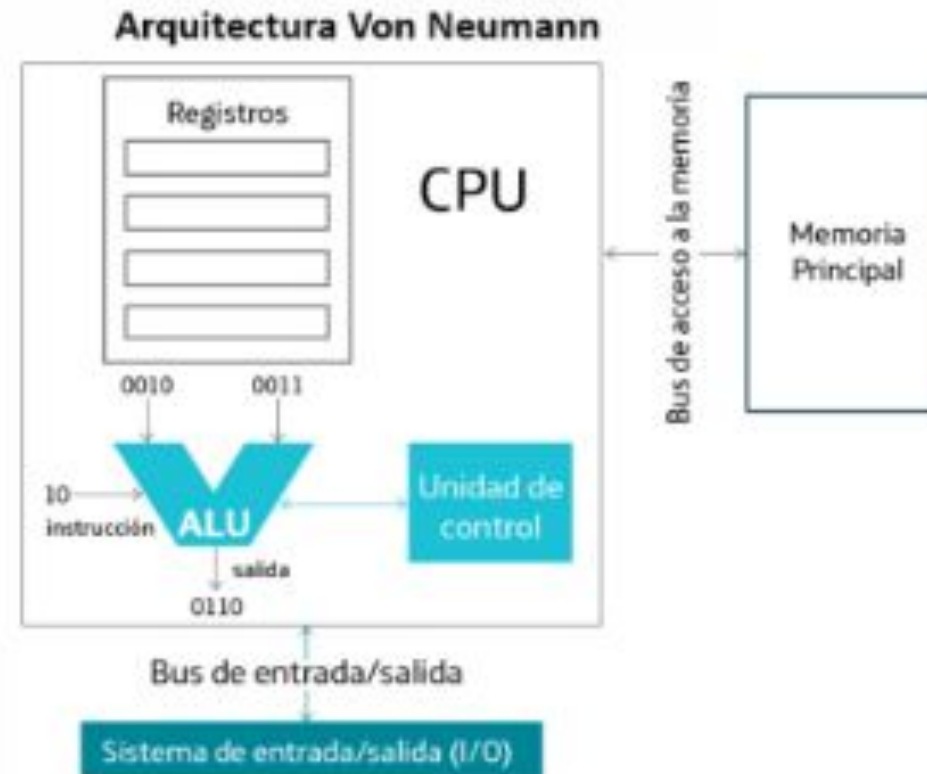 Arquitectura Von Neumann
Registros
CPU
Bus de acceso a la memoria
Memoria
Principal
0010
0011
10
instrucción
ALU
Unidad de
control
salida
0110
Bus de entrada/salida
Sistema de entrada/salida (I/O)